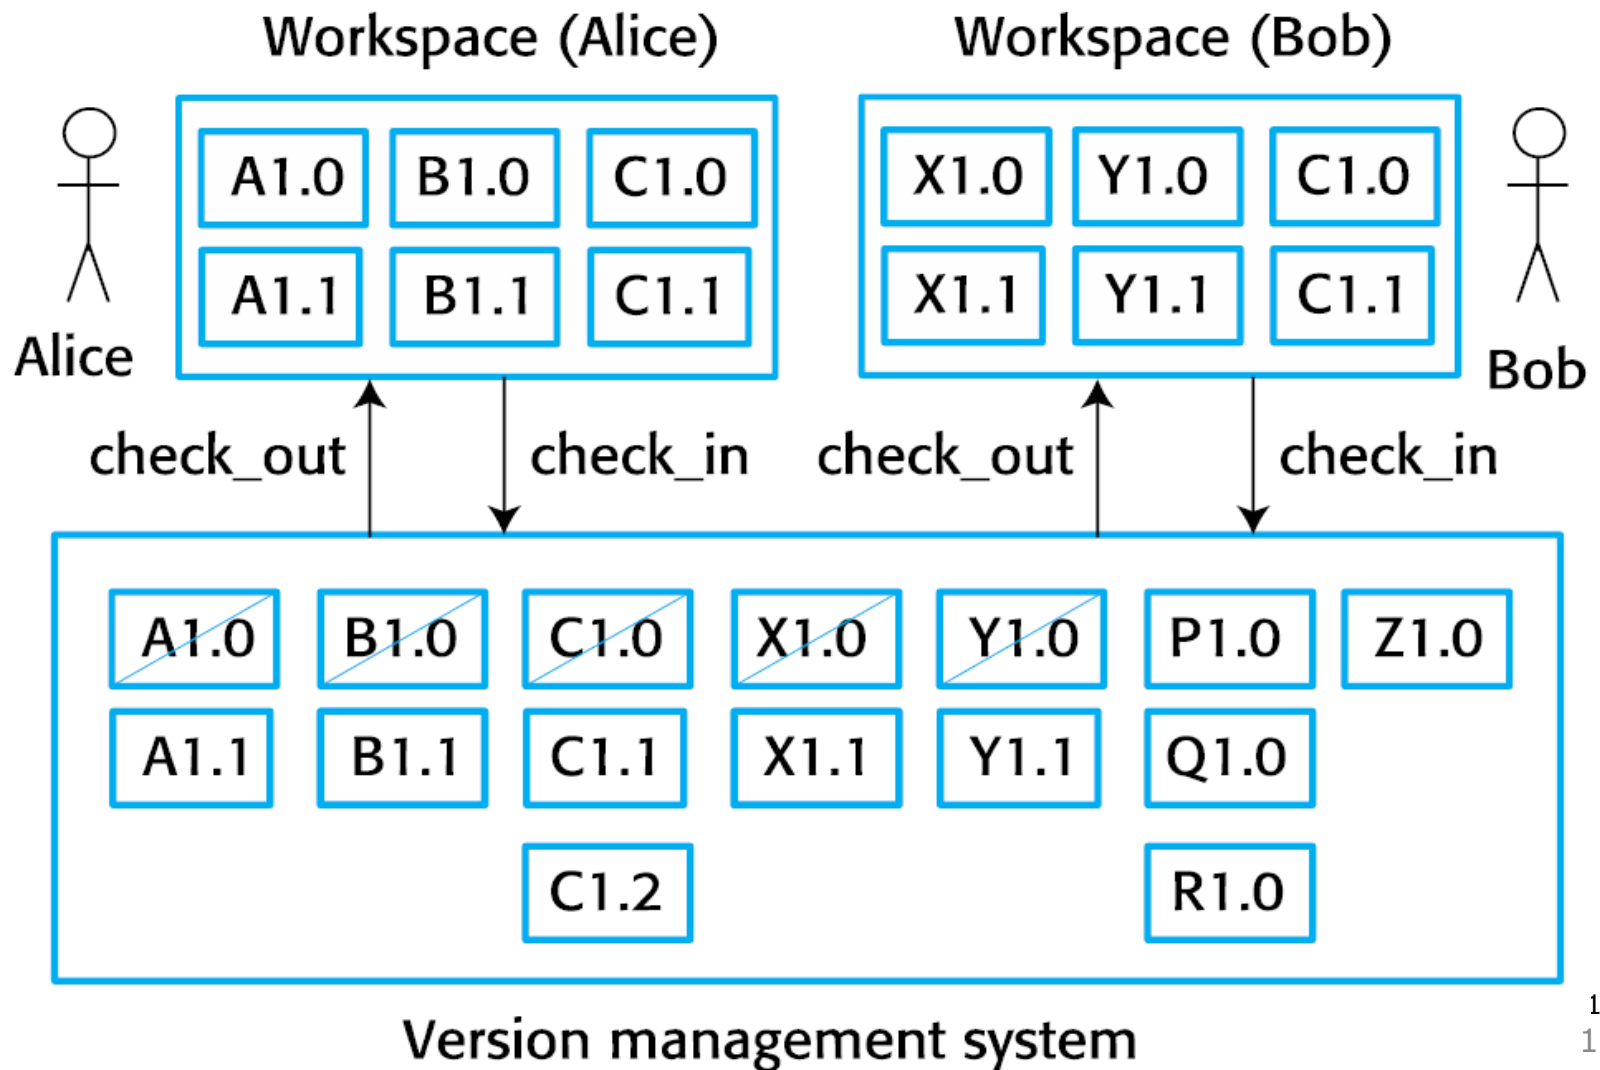 Workspace (Alice)
Workspace (Bob)
A1.0 B1.0 C1.0
A1.1 B1.1 C1.1
X1.0 Y1.0 C1.0
X1.1 Y1.1 C1.1
Alice
Bob
check_out
check_in
check_out
check_in
A1.0 B1.0 C1.0 X1.0 Y1.0 P1.0 Z1.0
A1.1 B1.1 C1.1 X1.1 Y1.1 Q1.0
C1.2 R1.0
Version management system
1
1